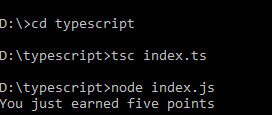 D:\>cd typescript
D:\typescript>tsc index.ts
D:\typescript>node index.js
You just earned five points